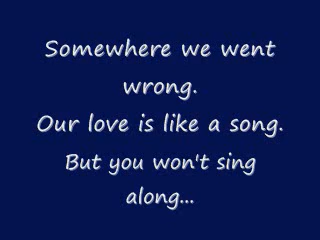 Somewhere we went
wrong.
Our love is like a song.
But you won't sing
along...